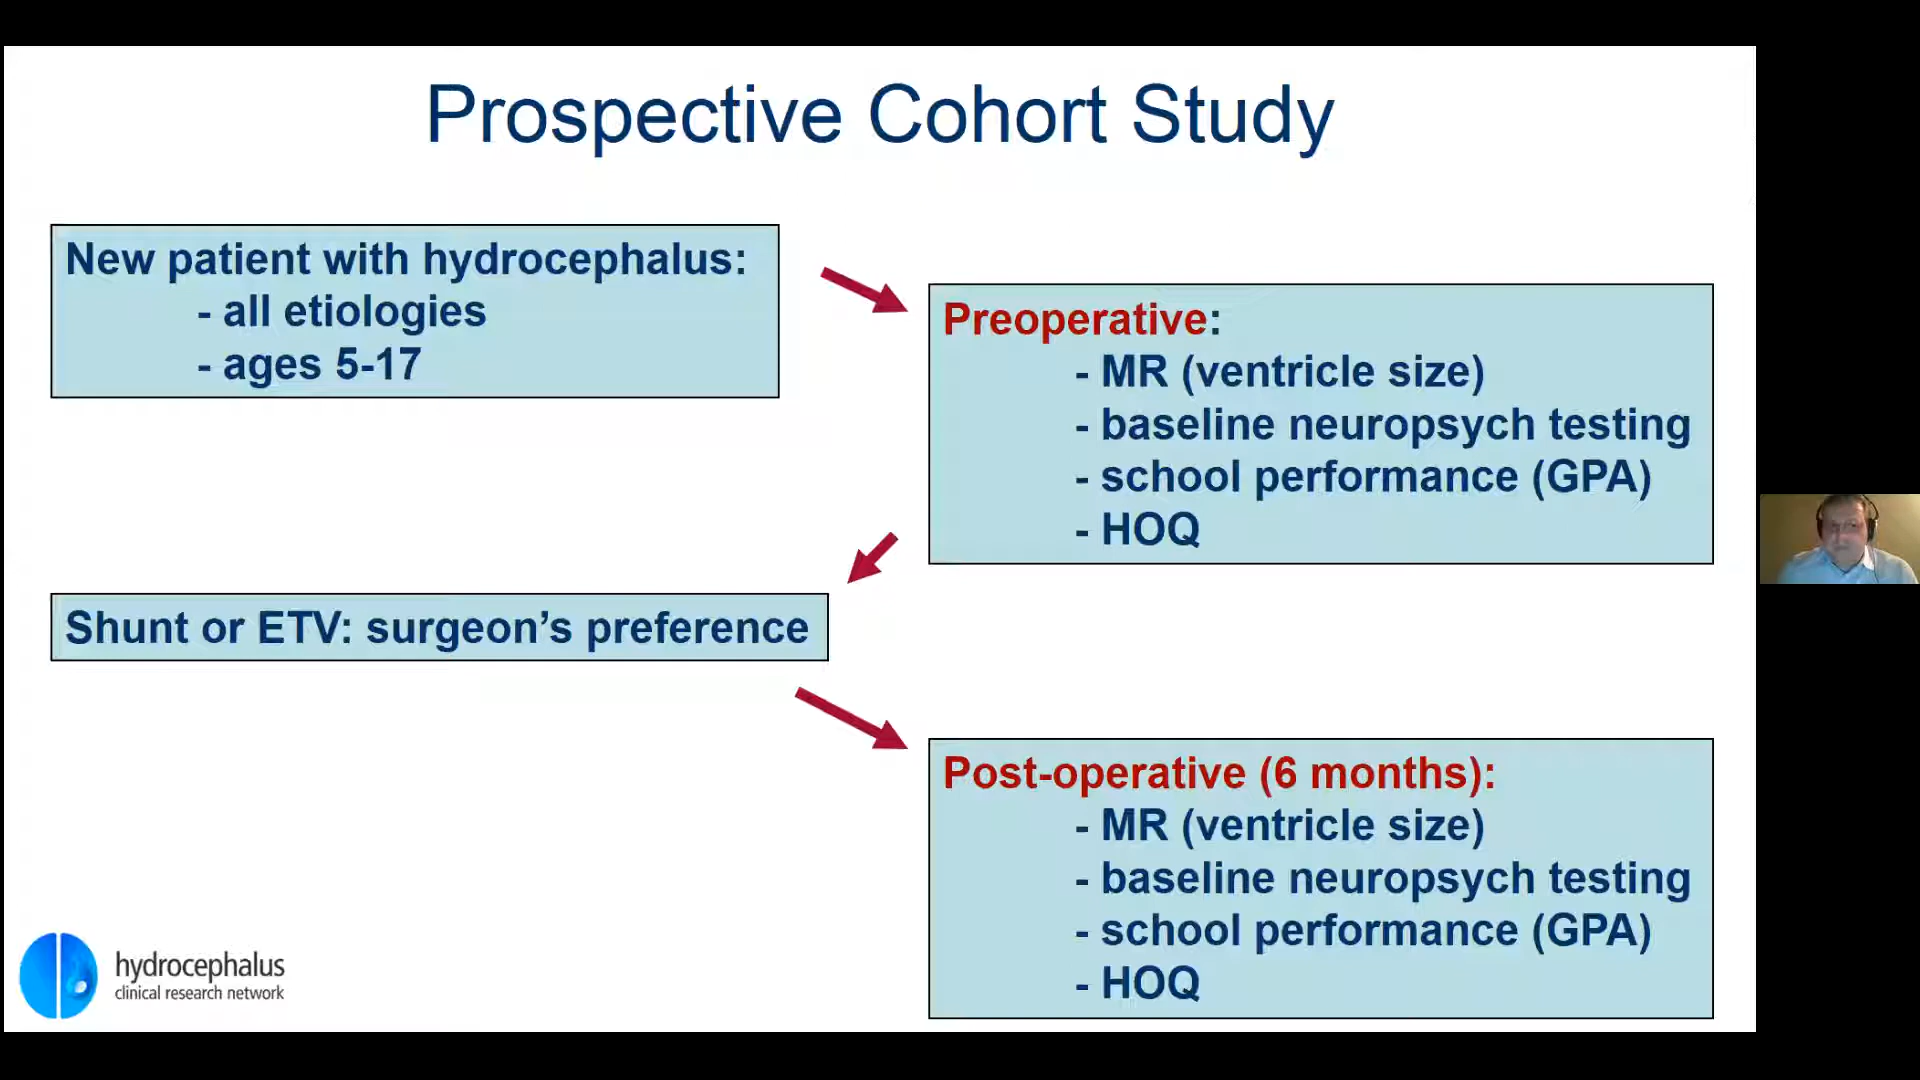 Prospective Cohort Study
New patient with hydrocephalus:
- all etiologies
- ages 5-17
Preoperative:
- MR (ventricle size)
- baseline neuropsych testing
- school performance (GPA)
- HOQ
Shunt or ETV: surgeon’s preference
Post-operative (6 months):
- MR (ventricle size)
- baseline neuropsych testing
- school performance (GPA)
- HOQ
hydrocephalus
clinical research network